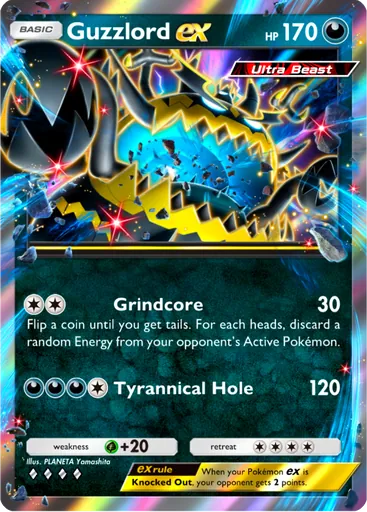 BASIC Guzzlord ex HP 170
Ultra Beast
Grindcore 30
Flip a coin until you get tails. For each heads, discard a
random Energy from your opponent's Active Pokémon.
Tyrannical Hole 120
weakness +20 retreat
Illus. PLANETA Yamashita
ex rule When your Pokémon ex is
Knocked Out, your opponent gets 2 points.